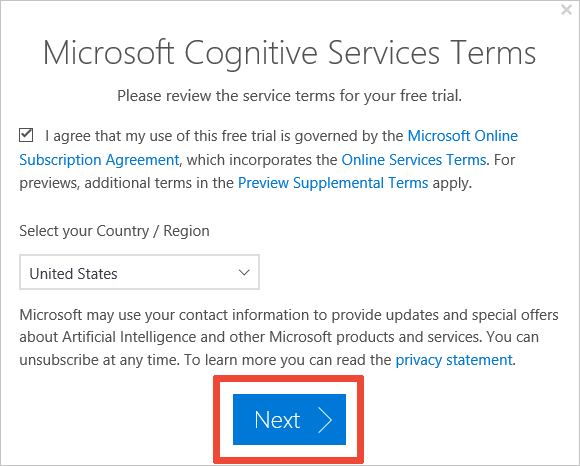 Microsoft Cognitive Services Terms
Please review the service terms for your free trial.
I agree that my use of this free trial is governed by the Microsoft Online
Subscription Agreement, which incorporates the Online Services Terms. For
previews, additional terms in the Preview Supplemental Terms apply.
Select your Country / Region
United States
Microsoft may use your contact information to provide updates and special offers
about Artificial Intelligence and other Microsoft products and services. You can
unsubscribe at any time. To learn more you can read the privacy statement.
Next